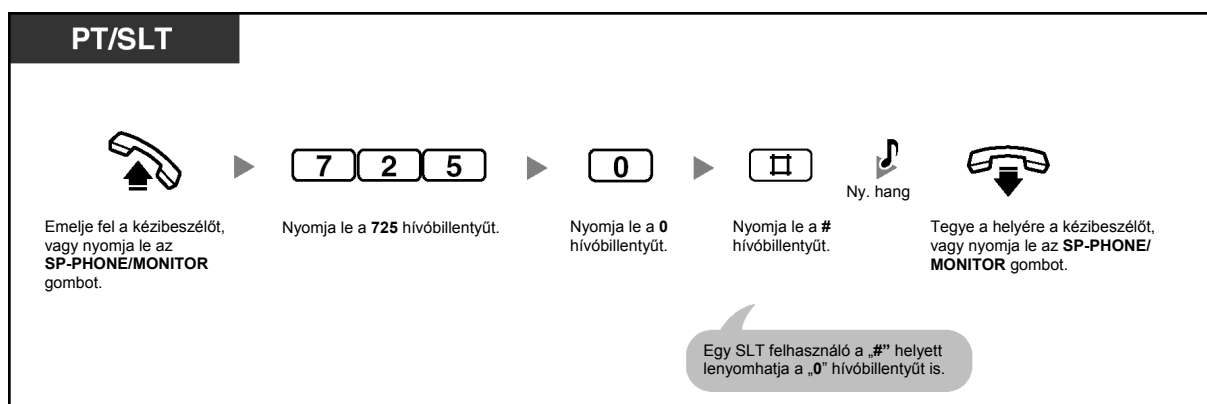 PT/SLT
7 2 5
0
#
Ny. hang
Emelje fel a kézibeszélőt,
vagy nyomja le az
SP-PHONE/MONITOR
gombot.
Nyomja le a 725 hívóbillentyűt.
Nyomja le a 0
hívóbillentyűt.
Nyomja le a #
hívóbillentyűt.
Tegye a helyére a kézibeszélőt,
vagy nyomja le az SP-PHONE/
MONITOR gombot.
Egy SLT felhasználó a „#” helyett
lenyomhatja a „0” hívóbillentyűt is.